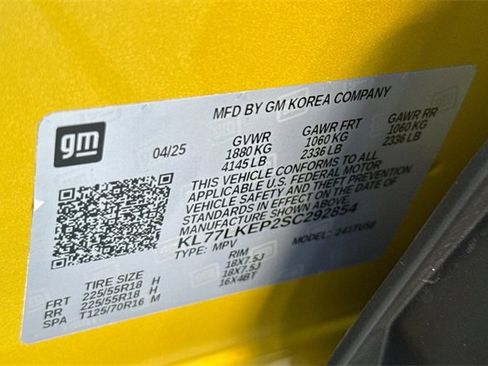 MFD BY GM KOREA COMPANY
gm
04/25 GVWR GAWR FRT GAWR RR
1880 KG 1060 KG 1060 KG
4145 LB 2336 LB 2336 LB
THIS VEHICLE CONFORMS TO ALL
APPLICABLE U.S. FEDERAL MOTOR
VEHICLE SAFETY AND THEFT PREVENTION
STANDARDS IN EFFECT ON THE DATE OF
MANUFACTURE SHOWN ABOVE.
KL77LKEP2SC292854
TYPE: MPV MODEL: 241TU58
TIRE SIZE RIM
FRT 225/55R18 H 18X7.5J
RR 225/55R18 H 18X7.5J
SPA T125/70R16 M 16X4BT